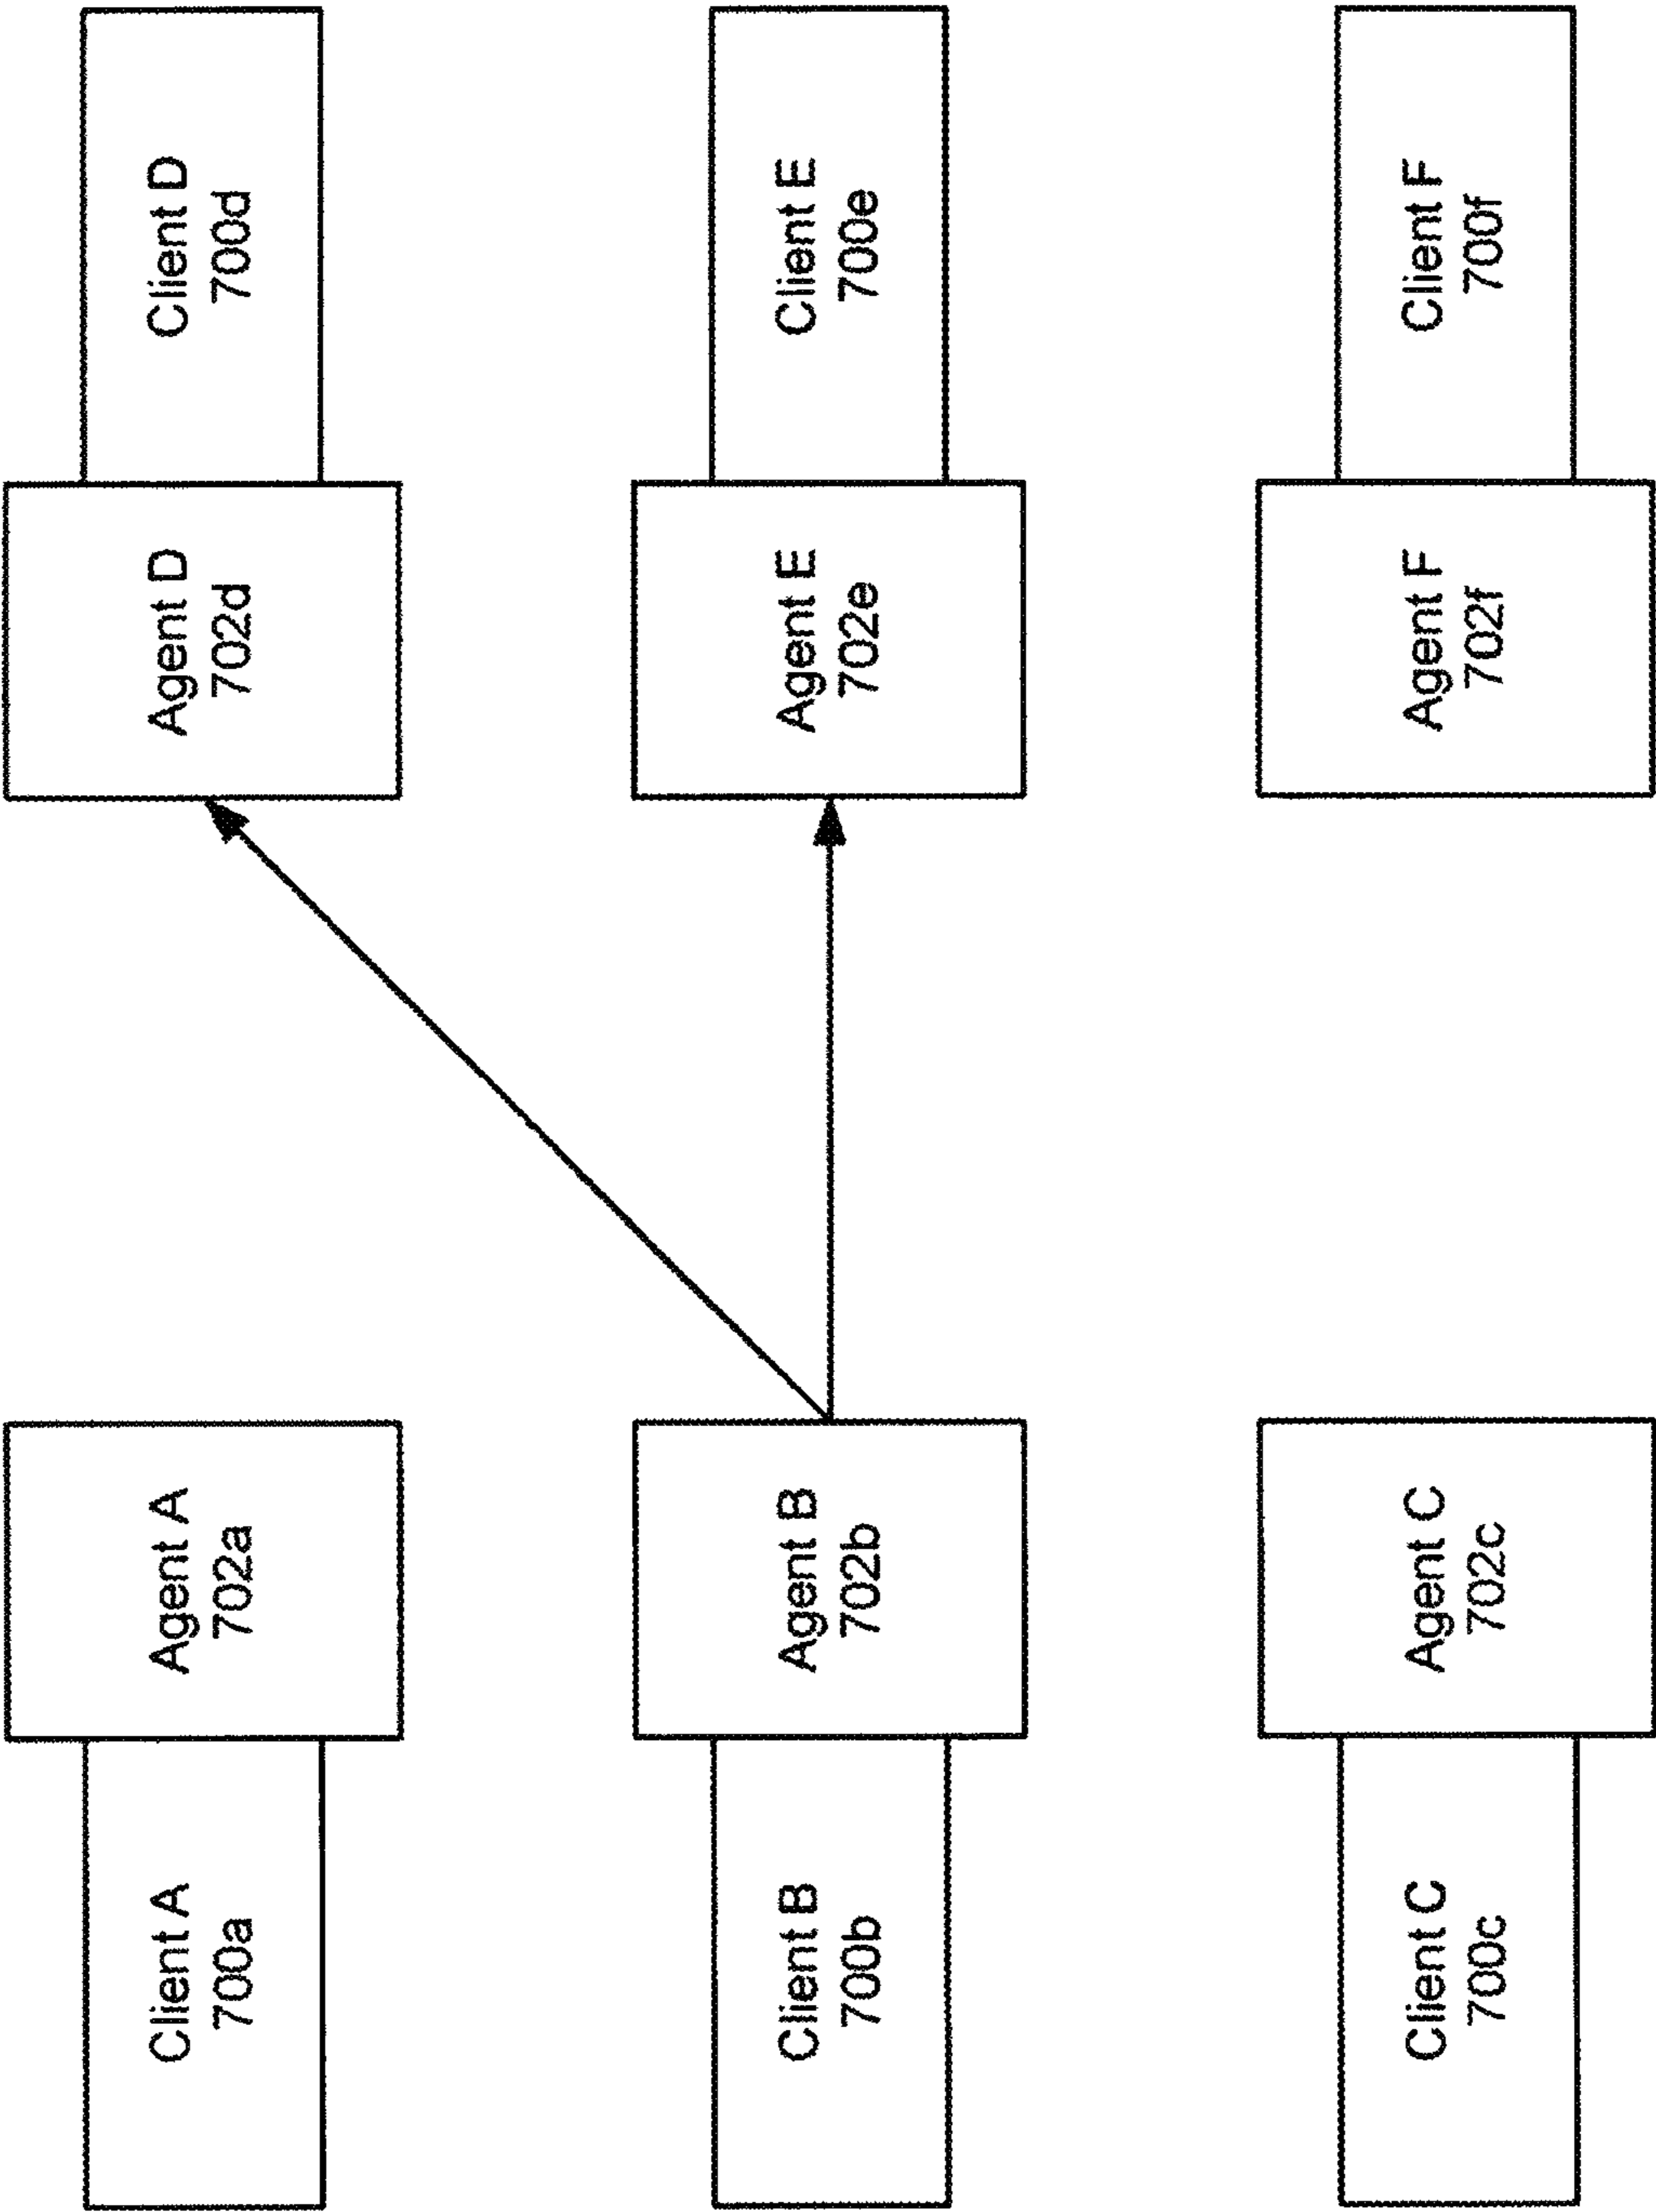 Client A
700a
Agent A
702a
Agent D
702d
Client D
700d
Client B
700b
Agent B
702b
Agent E
702e
Client E
700e
Client C
700c
Agent C
702c
Agent F
702f
Client F
700f